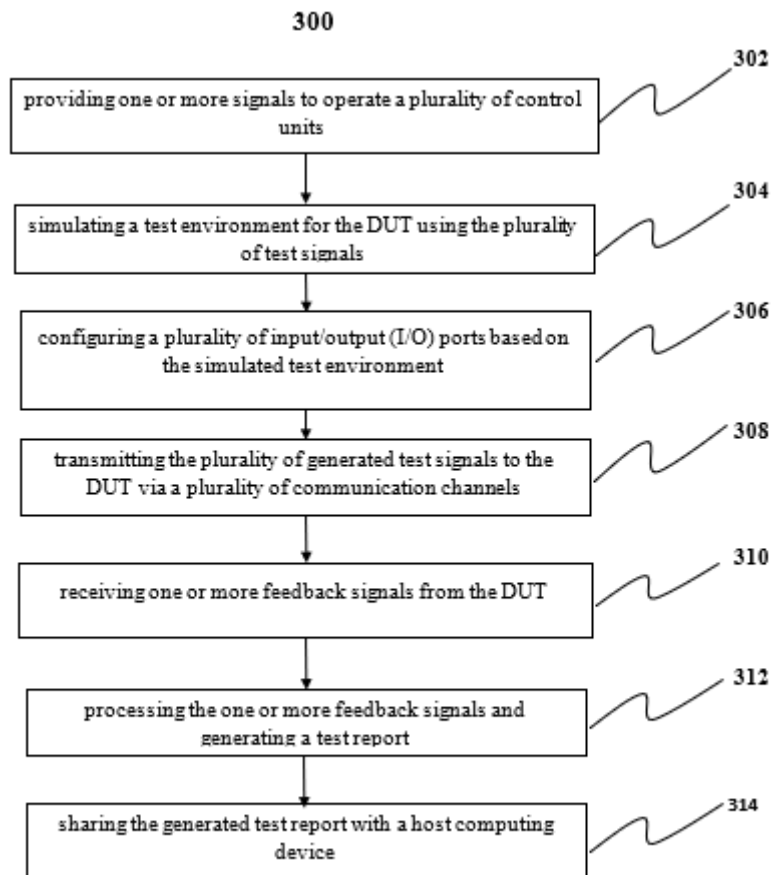 300
302
providing one or more signals to operate a plurality of control
units
304
simulating a test environment for the DUT using the plurality
of test signals
306
configuring a plurality of input/output (I/O) ports based on
the simulated test environment
308
transmitting the plurality of generated test signals to the
DUT via a plurality of communication channels
310
receiving one or more feedback signals from the DUT
312
processing the one or more feedback signals and
generating a test report
314
sharing the generated test report with a host computing
device